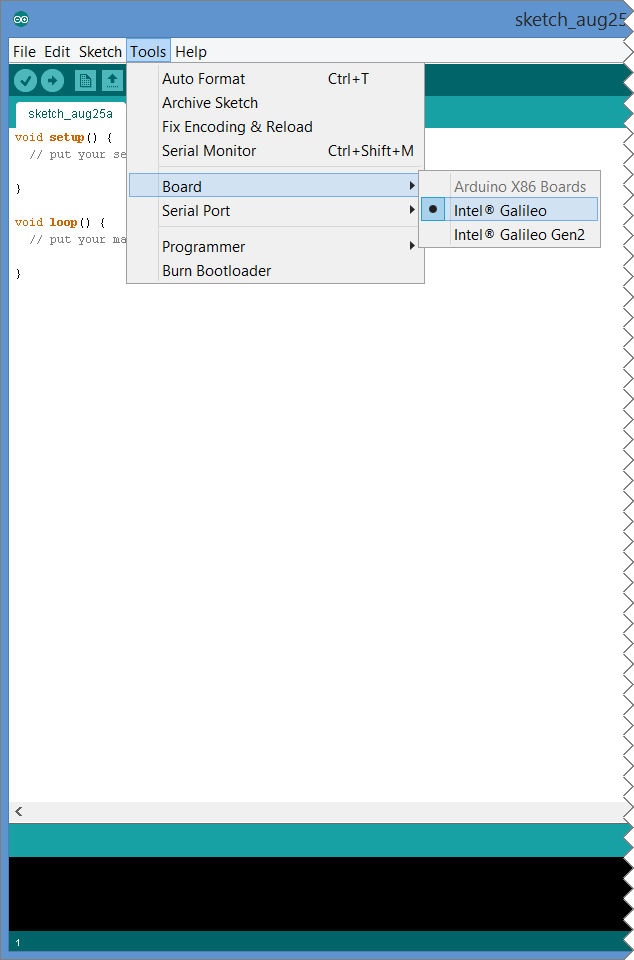 sketch_aug25
File Edit Sketch Tools Help
Auto Format Ctrl+T
Archive Sketch
Fix Encoding & Reload
Serial Monitor Ctrl+Shift+M
Board
Serial Port
Programmer
Burn Bootloader
Arduino X86 Boards
Intel® Galileo
Intel® Galileo Gen2
sketch_aug25a
void setup() {
// put your se
}
void loop() {
// put your ma
}
1